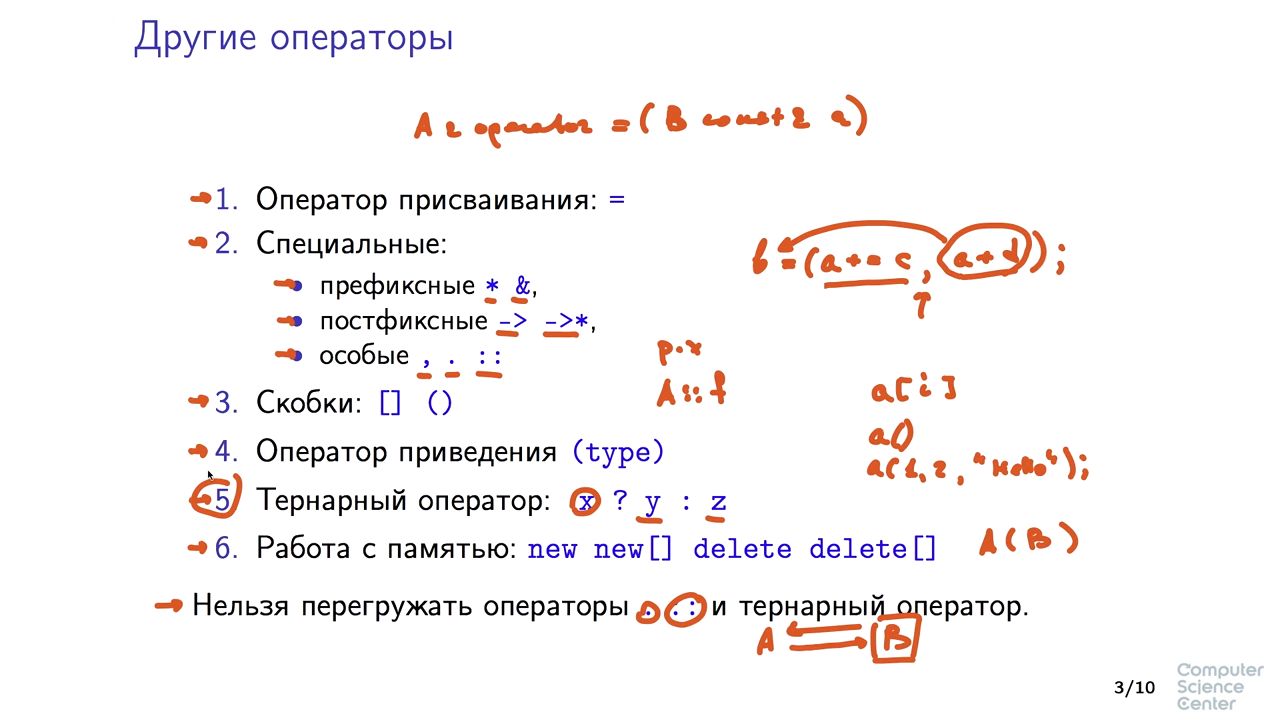 Другие операторы
A & operator = (B const & a)
1. Оператор присваивания: =
2. Специальные:
b = (a += c, a + d);
префиксные * &,
постфиксные -> ->*,
особые , . ::
p.x
A::f
3. Скобки: [] ()
a[i]
a()
4. Оператор приведения (type)
a(1, 2, "Hello");
5. Тернарный оператор: x ? y : z
6. Работа с памятью: new new[] delete delete[]
A(B)
Нельзя перегружать операторы . :: и тернарный оператор.
A B
3/10
Computer
Science
Center